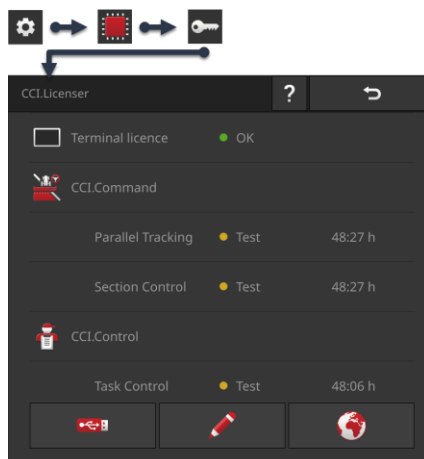 CCI.Licenser ?
Terminal licence OK
CCI.Command
Parallel Tracking Test 48:27 h
Section Control Test 48:27 h
CCI.Control
Task Control Test 48:06 h